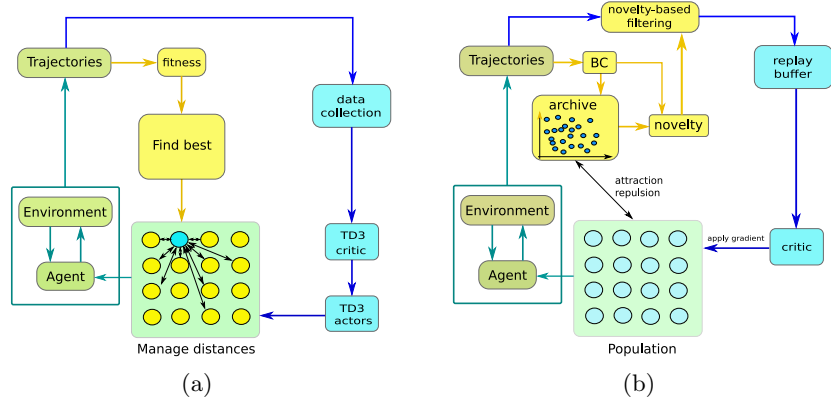 Trajectories
fitness
Find best
data
collection
Environment
Agent
TD3
critic
TD3
actors
Manage distances
(a)
novelty-based
filtering
Trajectories
BC
replay
buffer
archive
novelty
attraction
repulsion
Environment
Agent
apply gradient
critic
Population
(b)